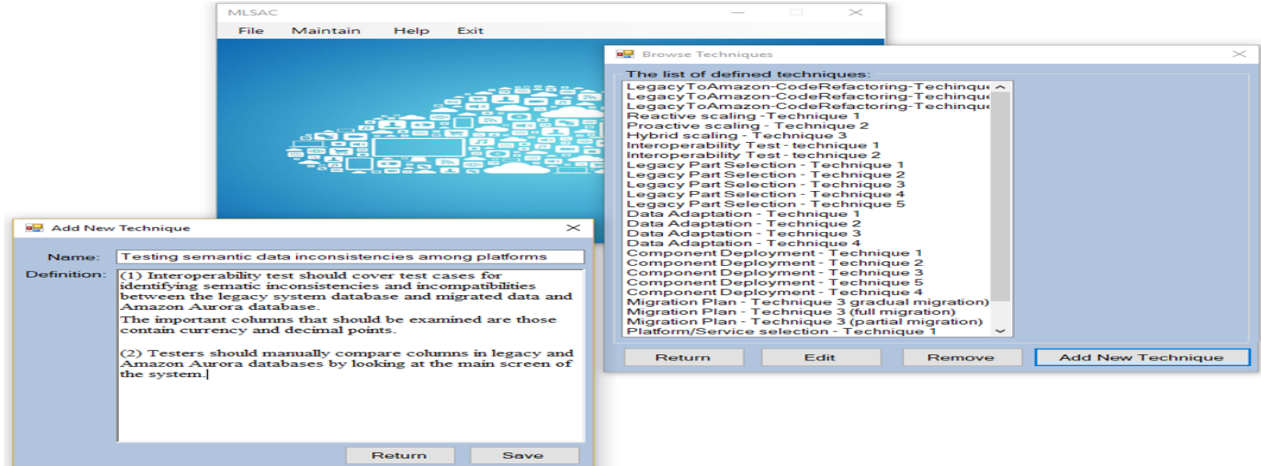 MLSAC
File Maintain Help Exit
Browse Techniques
The list of defined techniques:
LegacyToAmazon-CodeRefactoring-Techinqu
LegacyToAmazon-CodeRefactoring-Techinqu
LegacyToAmazon-CodeRefactoring-Techinqu
Reactive scaling - Technique 1
Proactive scaling - Technique 2
Hybrid scaling - Technique 3
Interoperability Test - technique 1
Interoperability Test - technique 2
Legacy Part Selection - Technique 1
Legacy Part Selection - Technique 2
Legacy Part Selection - Technique 3
Legacy Part Selection - Technique 4
Legacy Part Selection - Technique 5
Data Adaptation - Technique 1
Data Adaptation - Technique 2
Data Adaptation - Technique 3
Data Adaptation - Technique 4
Component Deployment - Technique 1
Component Deployment - Technique 2
Component Deployment - Technique 3
Component Deployment - Technique 5
Component Deployment - Technique 4
Migration Plan - Technique 3 gradual migration)
Migration Plan - Technique 3 (full migration)
Migration Plan - Technique 3 (partial migration)
Platform/Service selection - Technique 1
Return Edit Remove Add New Technique
Add New Technique
Name: Testing semantic data inconsistencies among platforms
Definition: (1) Interoperability test should cover test cases for
identifying sematic inconsistencies and incompatibilities
between the legacy system database and migrated data and
Amazon Aurora database.
The important columns that should be examined are those
contain currency and decimal points.
(2) Testers should manually compare columns in legacy and
Amazon Aurora databases by looking at the main screen of
the system.
Return Save